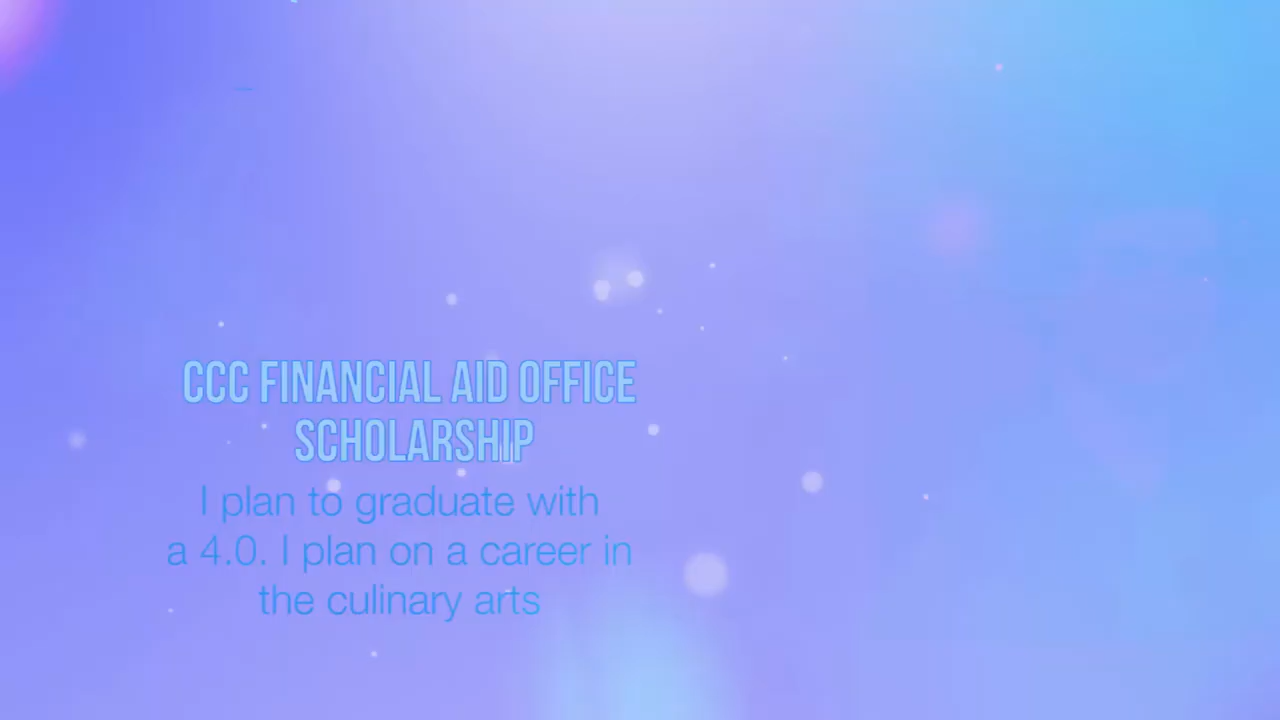 CCC FINANCIAL AID OFFICE
SCHOLARSHIP
I plan to graduate with
a 4.0. I plan on a career in
the culinary arts